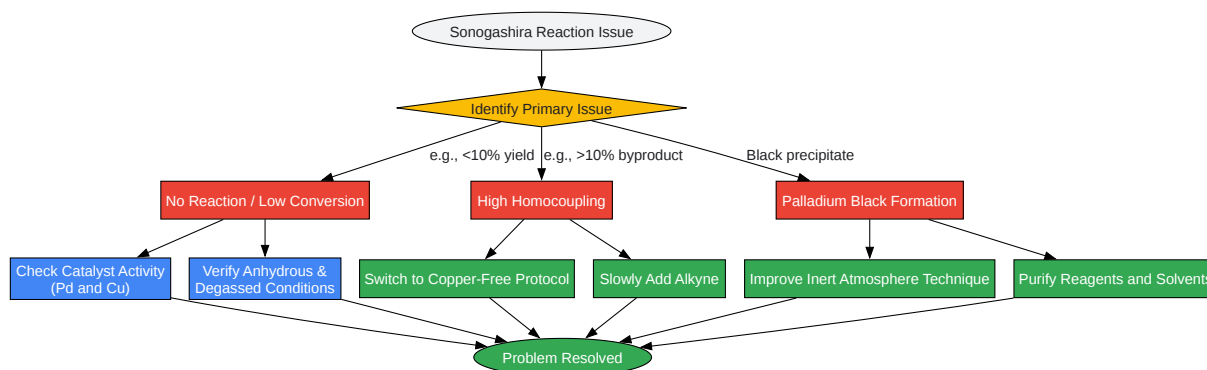 Sonogashira Reaction Issue
Identify Primary Issue
e.g., <10% yield
e.g., >10% byproduct
Black precipitate
No Reaction / Low Conversion
High Homocoupling
Palladium Black Formation
Check Catalyst Activity
(Pd and Cu)
Verify Anhydrous &
Degassed Conditions
Switch to Copper-Free Protocol
Slowly Add Alkyne
Improve Inert Atmosphere Technique
Purify Reagents and Solvents
Problem Resolved